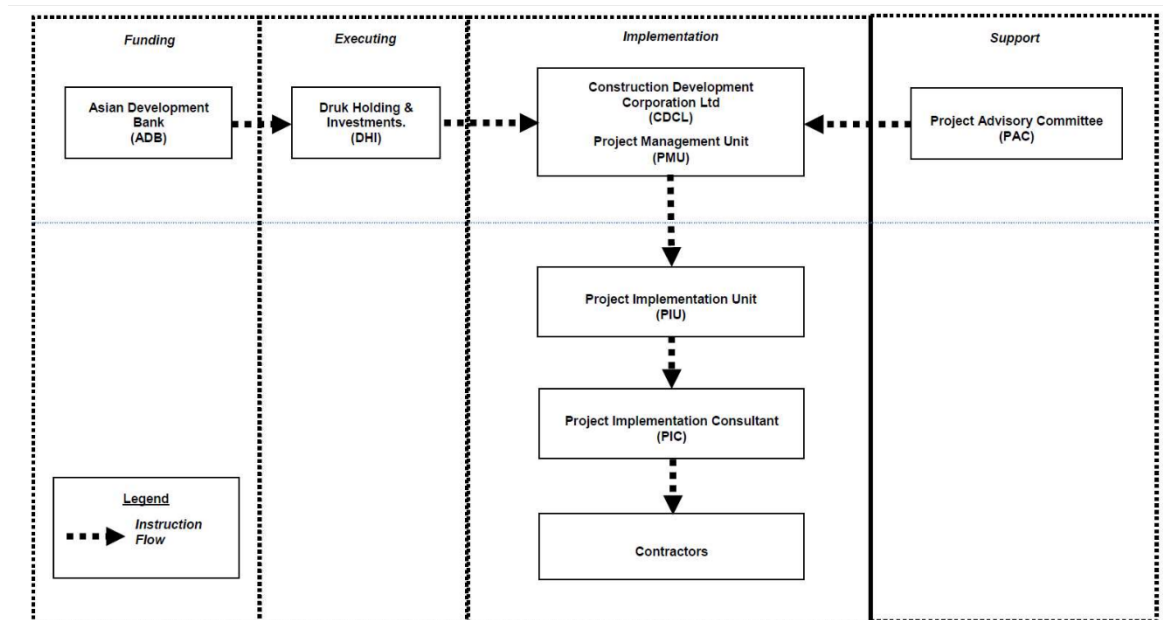 Funding
Executing
Implementation
Support
Asian Development
Bank
(ADB)
Druk Holding &
Investments.
(DHI)
Construction Development
Corporation Ltd
(CDCL)
Project Management Unit
(PMU)
Project Advisory Committee
(PAC)
Project Implementation Unit
(PIU)
Project Implementation Consultant
(PIC)
Contractors
Legend
Instruction
Flow